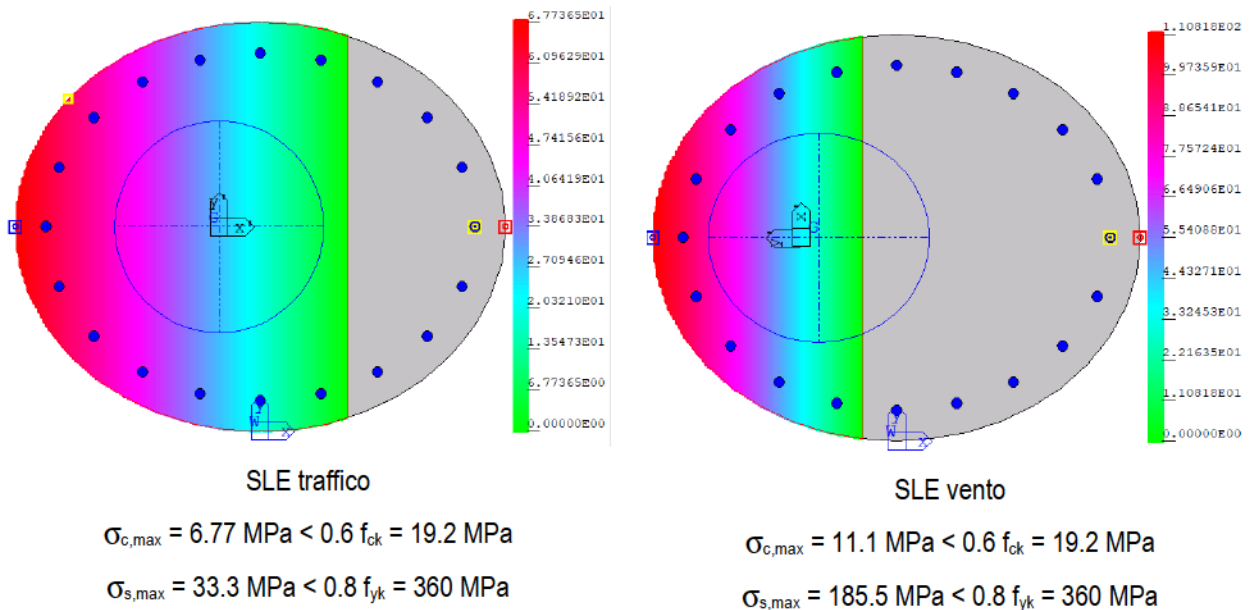 6.77365E01
6.09629E01
5.41892E01
4.74156E01
4.06419E01
3.38683E01
2.70946E01
2.03210E01
1.35473E01
6.77365E00
0.00000E00
X
W
X
SLE traffico
σc,max = 6.77 MPa < 0.6 fck = 19.2 MPa
σs,max = 33.3 MPa < 0.8 fyk = 360 MPa
1.10818E02
9.97359E01
8.86541E01
7.75724E01
6.64906E01
5.54088E01
4.43271E01
3.32453E01
2.21635E01
1.10818E01
0.00000E00
X
G
W
X
SLE vento
σc,max = 11.1 MPa < 0.6 fck = 19.2 MPa
σs,max = 185.5 MPa < 0.8 fyk = 360 MPa